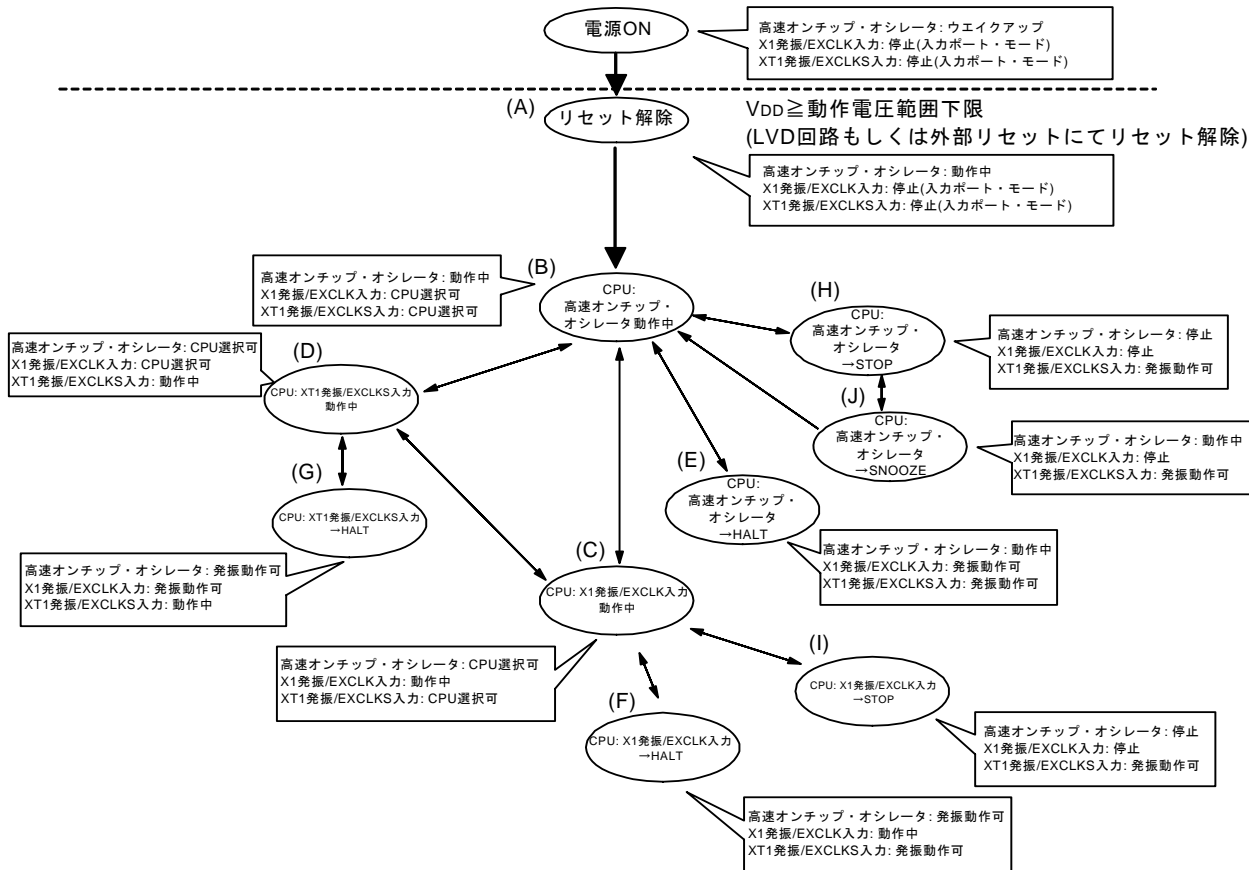 電源ON
高速オンチップ・オシレータ: ウエイクアップ
X1発振/EXCLK入力: 停止(入力ポート・モード)
XT1発振/EXCLKS入力: 停止(入力ポート・モード)
(A)
リセット解除
VDD≧動作電圧範囲下限
(LVD回路もしくは外部リセットにてリセット解除)
高速オンチップ・オシレータ: 動作中
X1発振/EXCLK入力: 停止(入力ポート・モード)
XT1発振/EXCLKS入力: 停止(入力ポート・モード)
(B)
高速オンチップ・オシレータ: 動作中
X1発振/EXCLK入力: CPU選択可
XT1発振/EXCLKS入力: CPU選択可
CPU:
高速オンチップ・
オシレータ動作中
(H)
CPU:
高速オンチップ・
オシレータ
→STOP
高速オンチップ・オシレータ: 停止
X1発振/EXCLK入力: 停止
XT1発振/EXCLKS入力: 発振動作可
高速オンチップ・オシレータ: CPU選択可
X1発振/EXCLK入力: CPU選択可
XT1発振/EXCLKS入力: 動作中
(D)
CPU: XT1発振/EXCLKS入力
動作中
(J)
CPU:
高速オンチップ・
オシレータ
→SNOOZE
高速オンチップ・オシレータ: 動作中
X1発振/EXCLK入力: 停止
XT1発振/EXCLKS入力: 発振動作可
(G)
CPU: XT1発振/EXCLKS入力
→HALT
(E)
CPU:
高速オンチップ・
オシレータ
→HALT
高速オンチップ・オシレータ: 動作中
X1発振/EXCLK入力: 発振動作可
XT1発振/EXCLKS入力: 発振動作可
高速オンチップ・オシレータ: 発振動作可
X1発振/EXCLK入力: 発振動作可
XT1発振/EXCLKS入力: 動作中
(C)
CPU: X1発振/EXCLK入力
動作中
高速オンチップ・オシレータ: CPU選択可
X1発振/EXCLK入力: 動作中
XT1発振/EXCLKS入力: CPU選択可
(I)
CPU: X1発振/EXCLK入力
→STOP
(F)
CPU: X1発振/EXCLK入力
→HALT
高速オンチップ・オシレータ: 停止
X1発振/EXCLK入力: 停止
XT1発振/EXCLKS入力: 発振動作可
高速オンチップ・オシレータ: 発振動作可
X1発振/EXCLK入力: 動作中
XT1発振/EXCLKS入力: 発振動作可